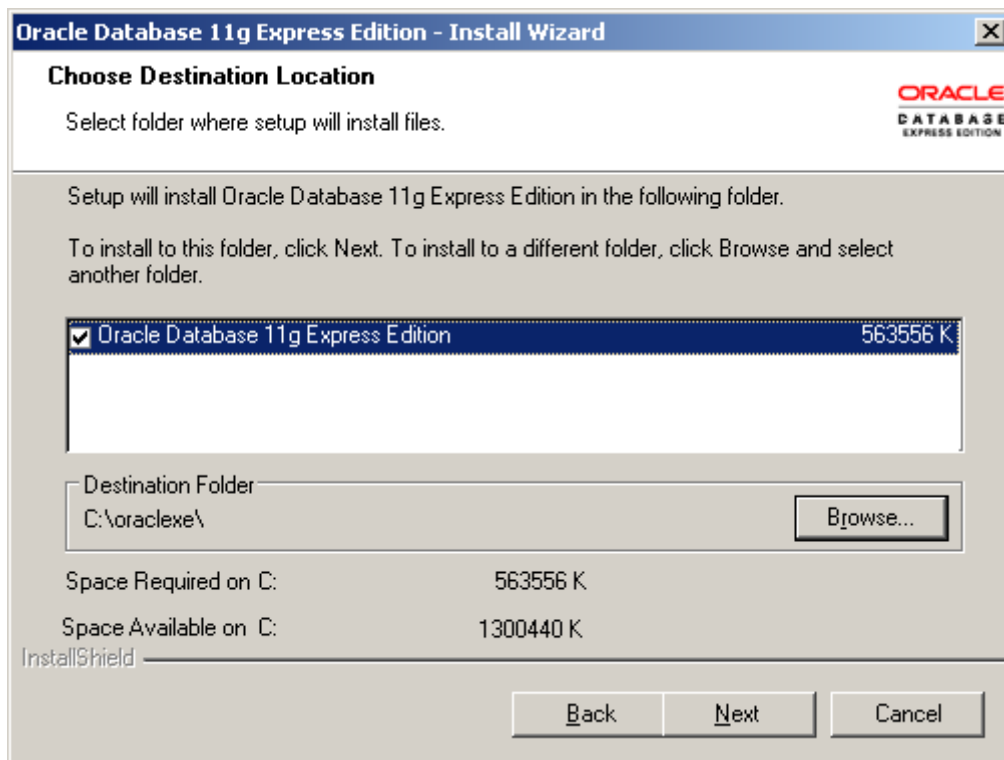 Oracle Database 11g Express Edition - Install Wizard
Choose Destination Location
Select folder where setup will install files.
ORACLE
DATABASE
EXPRESS EDITION
Setup will install Oracle Database 11g Express Edition in the following folder.
To install to this folder, click Next. To install to a different folder, click Browse and select
another folder.
Oracle Database 11g Express Edition 563556 K
Destination Folder
C:\oraclexe\
Browse...
Space Required on C: 563556 K
Space Available on C: 1300440 K
InstallShield
Back Next Cancel